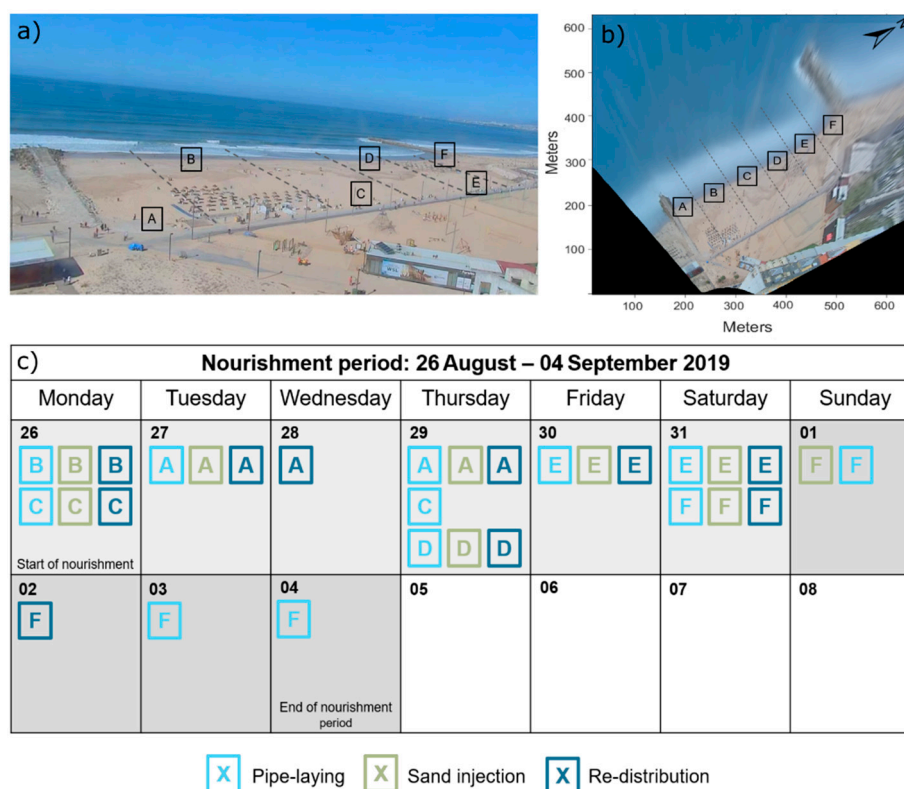 a)
B
D
F
E
C
A
b)
Meters
600
500
400
300
200
100
F
E
D
C
B
A
100 200 300 400 500 600
Meters
c) Nourishment period: 26 August – 04 September 2019
Monday Tuesday Wednesday Thursday Friday Saturday Sunday
26 27 28 29 30 31 01
B B B A A A A A A A E E E E E E F F
C C C C F F F
D D D
Start of nourishment
02 03 04 05 06 07 08
F F F
End of nourishment
period
X Pipe-laying X Sand injection X Re-distribution